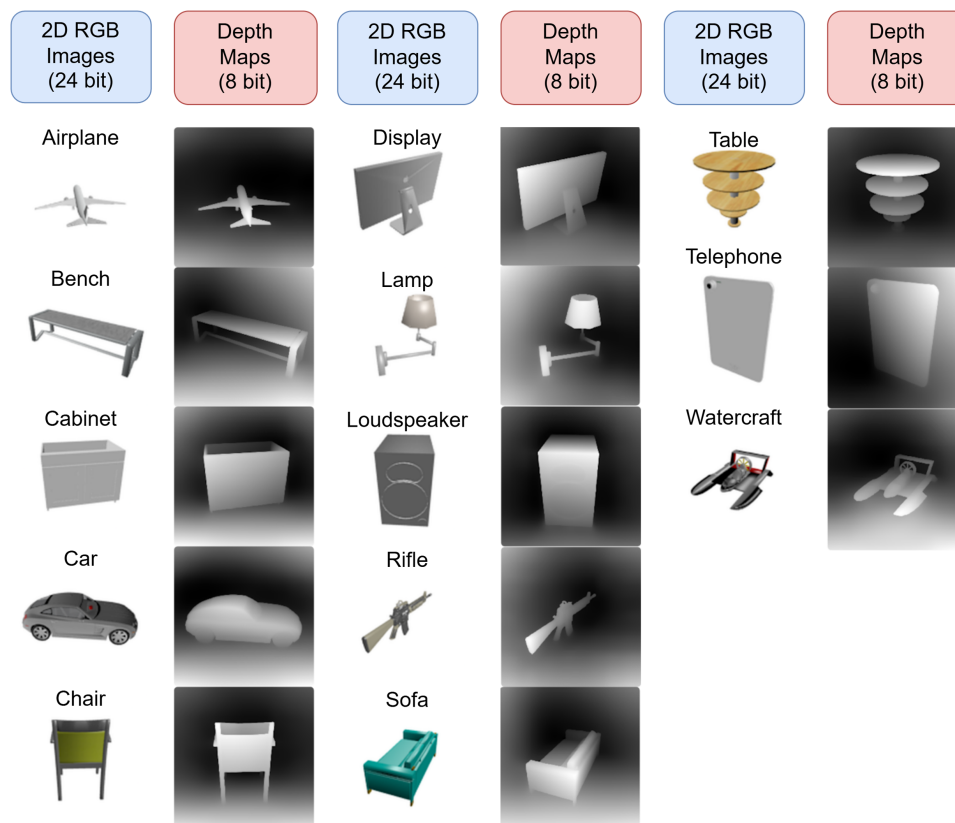 2D RGB
Images
(24 bit)
Depth
Maps
(8 bit)
2D RGB
Images
(24 bit)
Depth
Maps
(8 bit)
2D RGB
Images
(24 bit)
Depth
Maps
(8 bit)
Airplane
Display
Table
Telephone
Bench
Lamp
Cabinet
Loudspeaker
Watercraft
Car
Rifle
Chair
Sofa